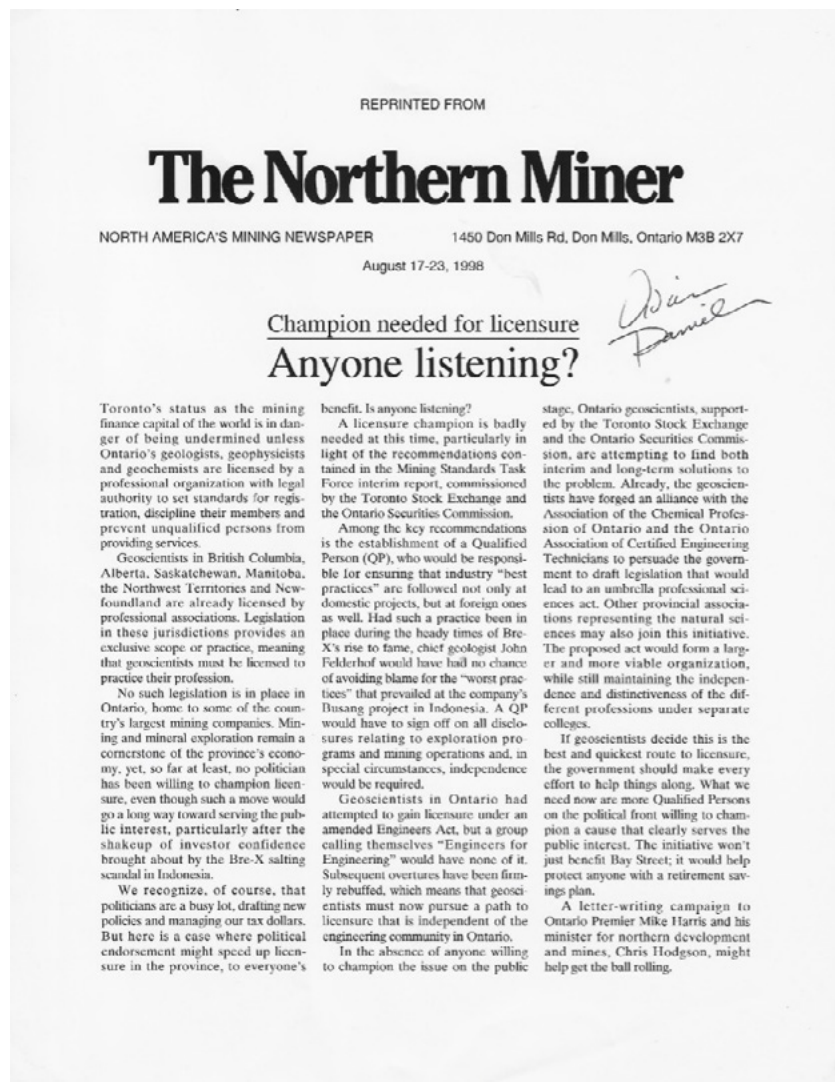 REPRINTED FROM
The Northern Miner
NORTH AMERICA'S MINING NEWSPAPER 1450 Don Mills Rd, Don Mills, Ontario M3B 2X7
August 17-23, 1998
Daniel
Champion needed for licensure
Anyone listening?
Toronto's status as the mining
finance capital of the world is in dan-
ger of being undermined unless
Ontario's geologists, geophysicists
and geochemists are licensed by a
professional organization with legal
authority to set standards for regis-
tration, discipline their members and
prevent unqualified persons from
providing services.
Geoscientists in British Columbia,
Alberta, Saskatchewan, Manitoba,
the Northwest Territories and New-
foundland are already licensed by
professional associations. Legislation
in these jurisdictions provides an
exclusive scope or practice, meaning
that geoscientists must be licensed to
practice their profession.
No such legislation is in place in
Ontario, home to some of the coun-
try's largest mining companies. Min-
ing and mineral exploration remain a
cornerstone of the province's econo-
my, yet, so far at least, no politician
has been willing to champion licen-
sure, even though such a move would
go a long way toward serving the pub-
lic interest, particularly after the
shakeup of investor confidence
brought about by the Bre-X salting
scandal in Indonesia.
We recognize, of course, that
politicians are a busy lot, drafting new
policies and managing our tax dollars.
But here is a case where political
endorsement might speed up licen-
sure in the province, to everyone's
benefit. Is anyone listening?
A licensure champion is badly
needed at this time, particularly in
light of the recommendations con-
tained in the Mining Standards Task
Force interim report, commissioned
by the Toronto Stock Exchange and
the Ontario Securities Commission.
Among the key recommendations
is the establishment of a Qualified
Person (QP), who would be responsi-
ble for ensuring that industry "best
practices" are followed not only at
domestic projects, but at foreign ones
as well. Had such a practice been in
place during the heady times of Bre-
X's rise to fame, chief geologist John
Felderhof would have had no chance
of avoiding blame for the "worst prac-
tices" that prevailed at the company's
Busang project in Indonesia. A QP
would have to sign off on all disclo-
sures relating to exploration pro-
grams and mining operations and, in
special circumstances, independence
would be required.
Geoscientists in Ontario had
attempted to gain licensure under an
amended Engineers Act, but a group
calling themselves "Engineers for
Engineering" would have none of it.
Subsequent overtures have been firm-
ly rebuffed, which means that geosci-
entists must now pursue a path to
licensure that is independent of the
engineering community in Ontario.
In the absence of anyone willing
to champion the issue on the public
stage, Ontario geoscientists, support-
ed by the Toronto Stock Exchange
and the Ontario Securities Commis-
sion, are attempting to find both
interim and long-term solutions to
the problem. Already, the geoscien-
tists have forged an alliance with the
Association of the Chemical Profes-
sion of Ontario and the Ontario
Association of Certified Engineering
Technicians to persuade the govern-
ment to draft legislation that would
lead to an umbrella professional sci-
ences act. Other provincial associa-
tions representing the natural sci-
ences may also join this initiative.
The proposed act would form a larg-
er and more viable organization,
while still maintaining the indepen-
dence and distinctiveness of the dif-
ferent professions under separate
colleges.
If geoscientists decide this is the
best and quickest route to licensure,
the government should make every
effort to help things along. What we
need now are more Qualified Persons
on the political front willing to cham-
pion a cause that clearly serves the
public interest. The initiative won't
just benefit Bay Street; it would help
protect anyone with a retirement sav-
ings plan.
A letter-writing campaign to
Ontario Premier Mike Harris and his
minister for northern development
and mines, Chris Hodgson, might
help get the ball rolling.